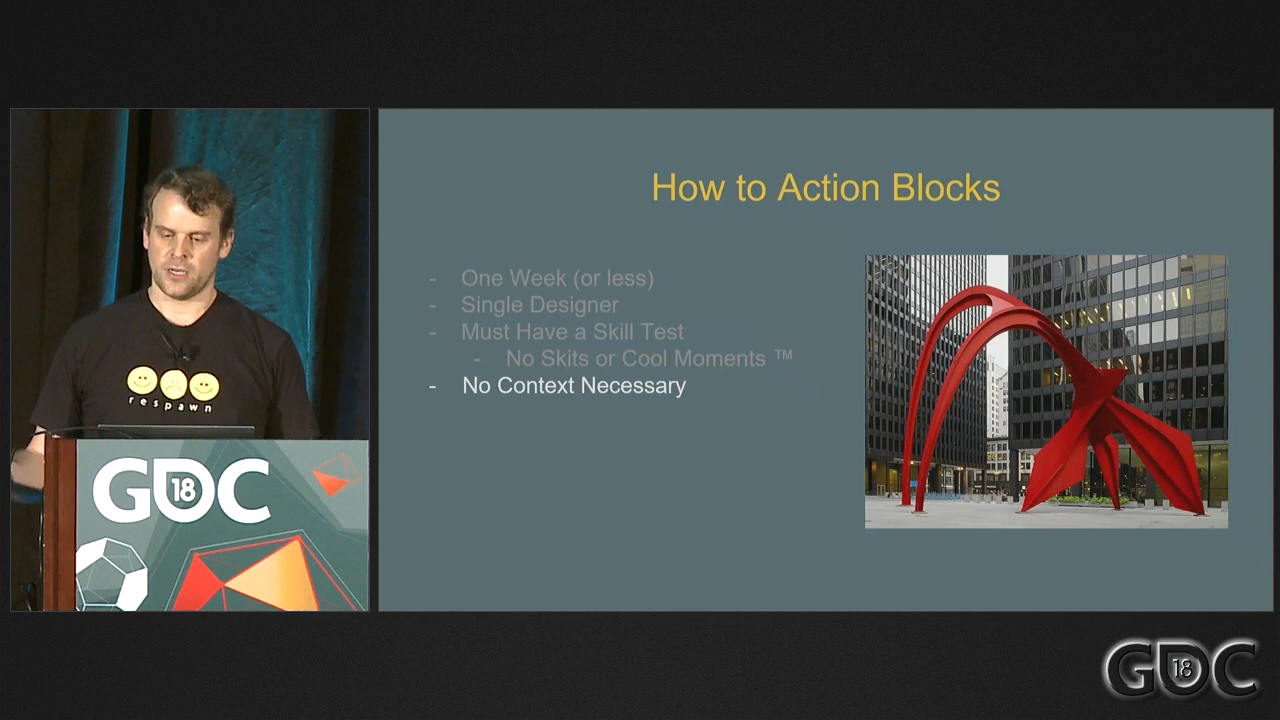 How to Action Blocks
- One Week (or less)
- Single Designer
- Must Have a Skill Test
- No Skits or Cool Moments ™
- No Context Necessary
respawn
GDC
18
GDC
18